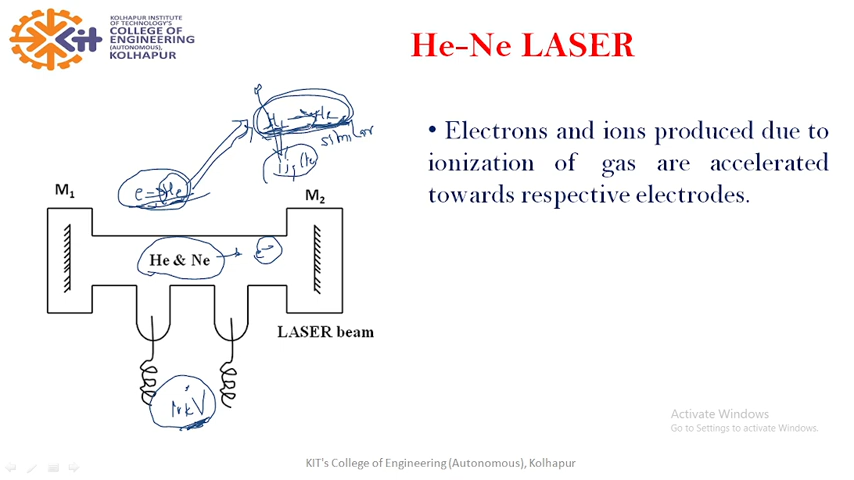 KOLHAPUR INSTITUTE
OF TECHNOLOGY'S
COLLEGE OF
ENGINEERING
(AUTONOMOUS),
KOLHAPUR
Kit
He-Ne LASER
• Electrons and ions produced due to
ionization of gas are accelerated
towards respective electrodes.
similar
M₁
M₂
He & Ne
e⁻
LASER beam
Activate Windows
Go to Settings to activate Windows.
KIT's College of Engineering (Autonomous), Kolhapur